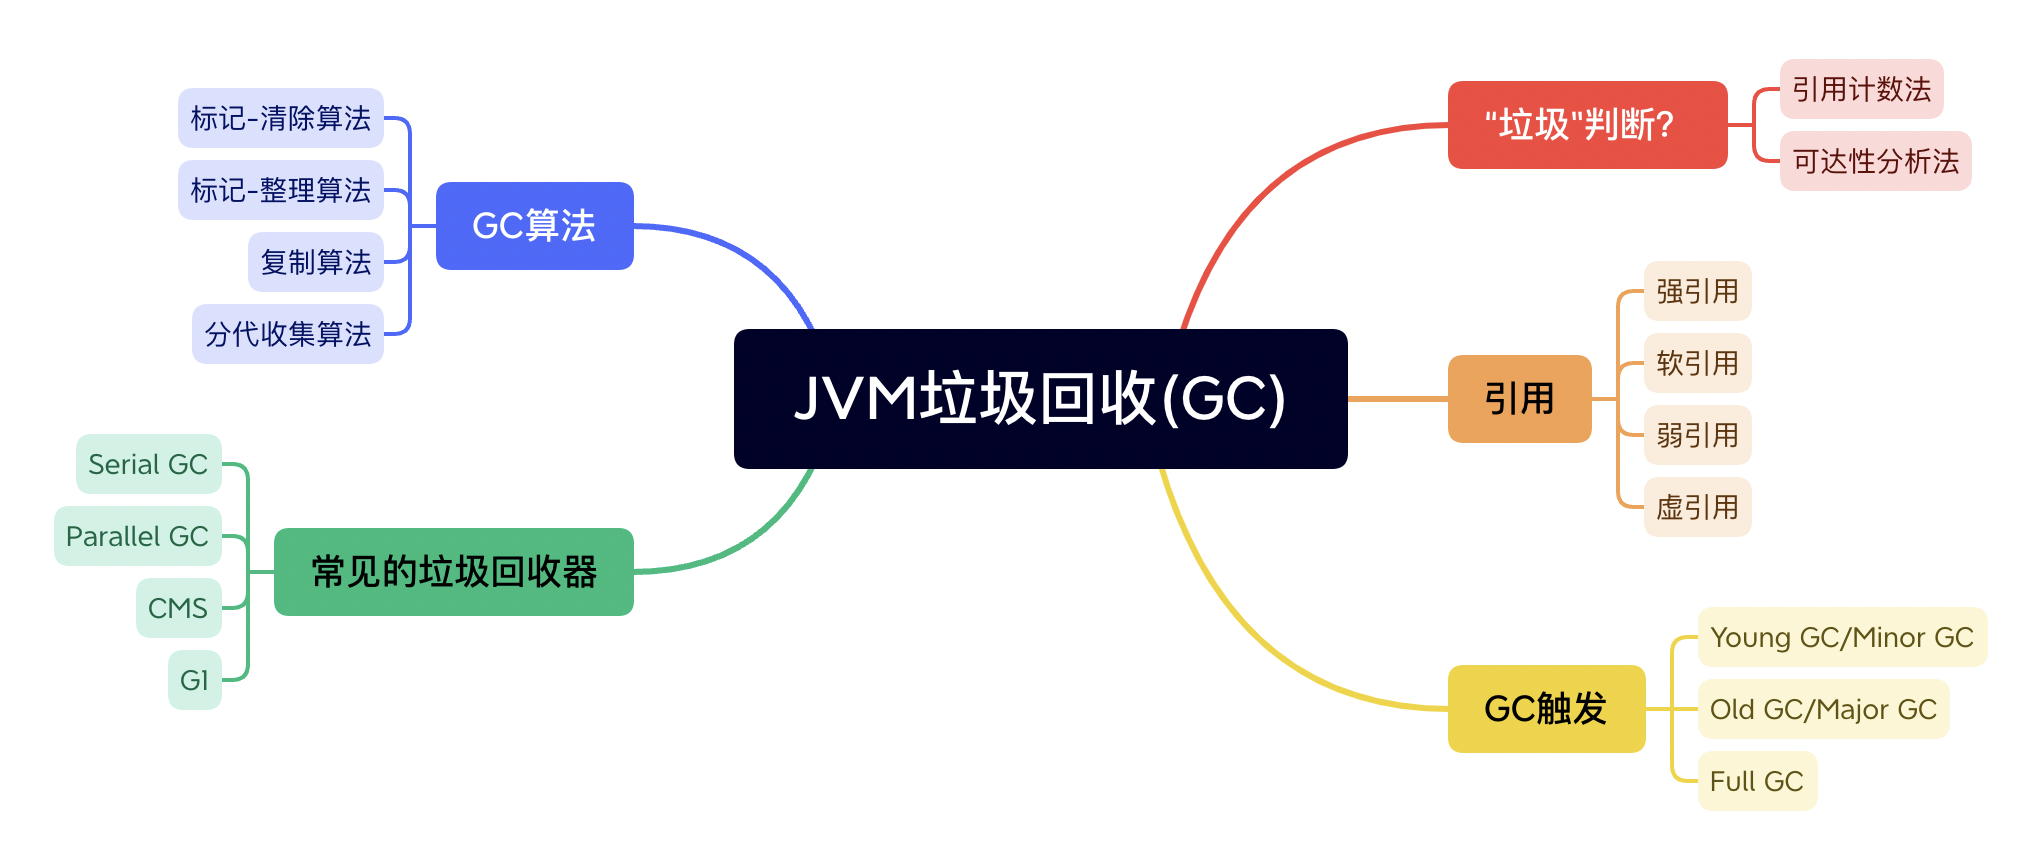 JVM垃圾回收(GC)
"垃圾"判断?
引用计数法
可达性分析法
引用
强引用
软引用
弱引用
虚引用
GC触发
Young GC/Minor GC
Old GC/Major GC
Full GC
GC算法
标记-清除算法
标记-整理算法
复制算法
分代收集算法
常见的垃圾回收器
Serial GC
Parallel GC
CMS
G1